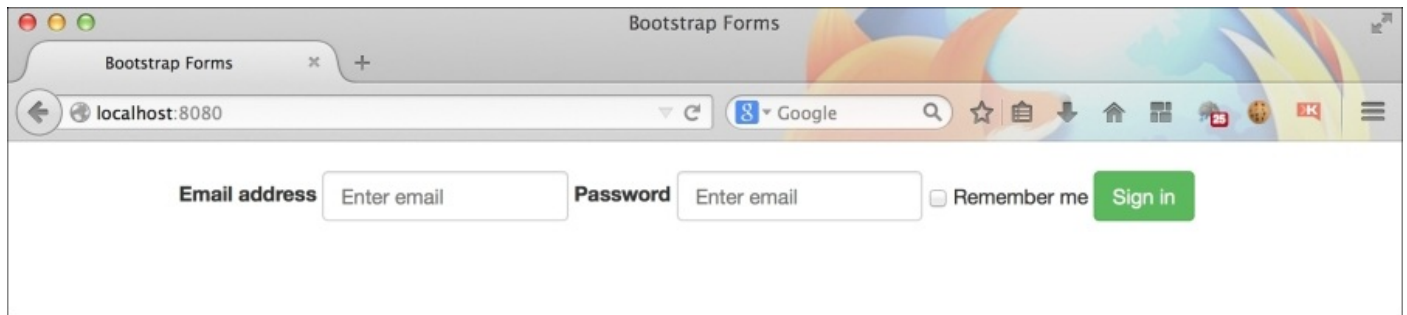 Bootstrap Forms
Bootstrap Forms
localhost:8080
8 Google
25
K
Email address Enter email Password Enter email Remember me Sign in